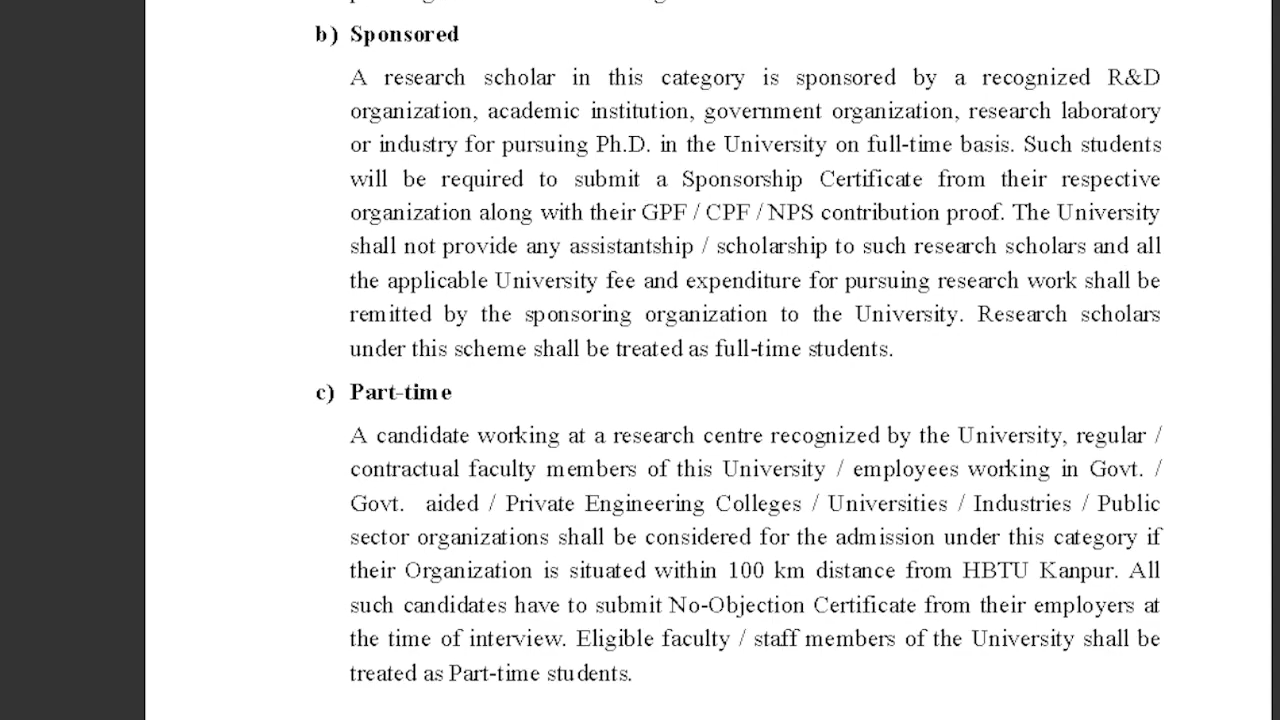 b) Sponsored
A research scholar in this category is sponsored by a recognized R&D
organization, academic institution, government organization, research laboratory
or industry for pursuing Ph.D. in the University on full-time basis. Such students
will be required to submit a Sponsorship Certificate from their respective
organization along with their GPF / CPF / NPS contribution proof. The University
shall not provide any assistantship / scholarship to such research scholars and all
the applicable University fee and expenditure for pursuing research work shall be
remitted by the sponsoring organization to the University. Research scholars
under this scheme shall be treated as full-time students.
c) Part-time
A candidate working at a research centre recognized by the University, regular /
contractual faculty members of this University / employees working in Govt. /
Govt. aided / Private Engineering Colleges / Universities / Industries / Public
sector organizations shall be considered for the admission under this category if
their Organization is situated within 100 km distance from HBTU Kanpur. All
such candidates have to submit No-Objection Certificate from their employers at
the time of interview. Eligible faculty / staff members of the University shall be
treated as Part-time students.